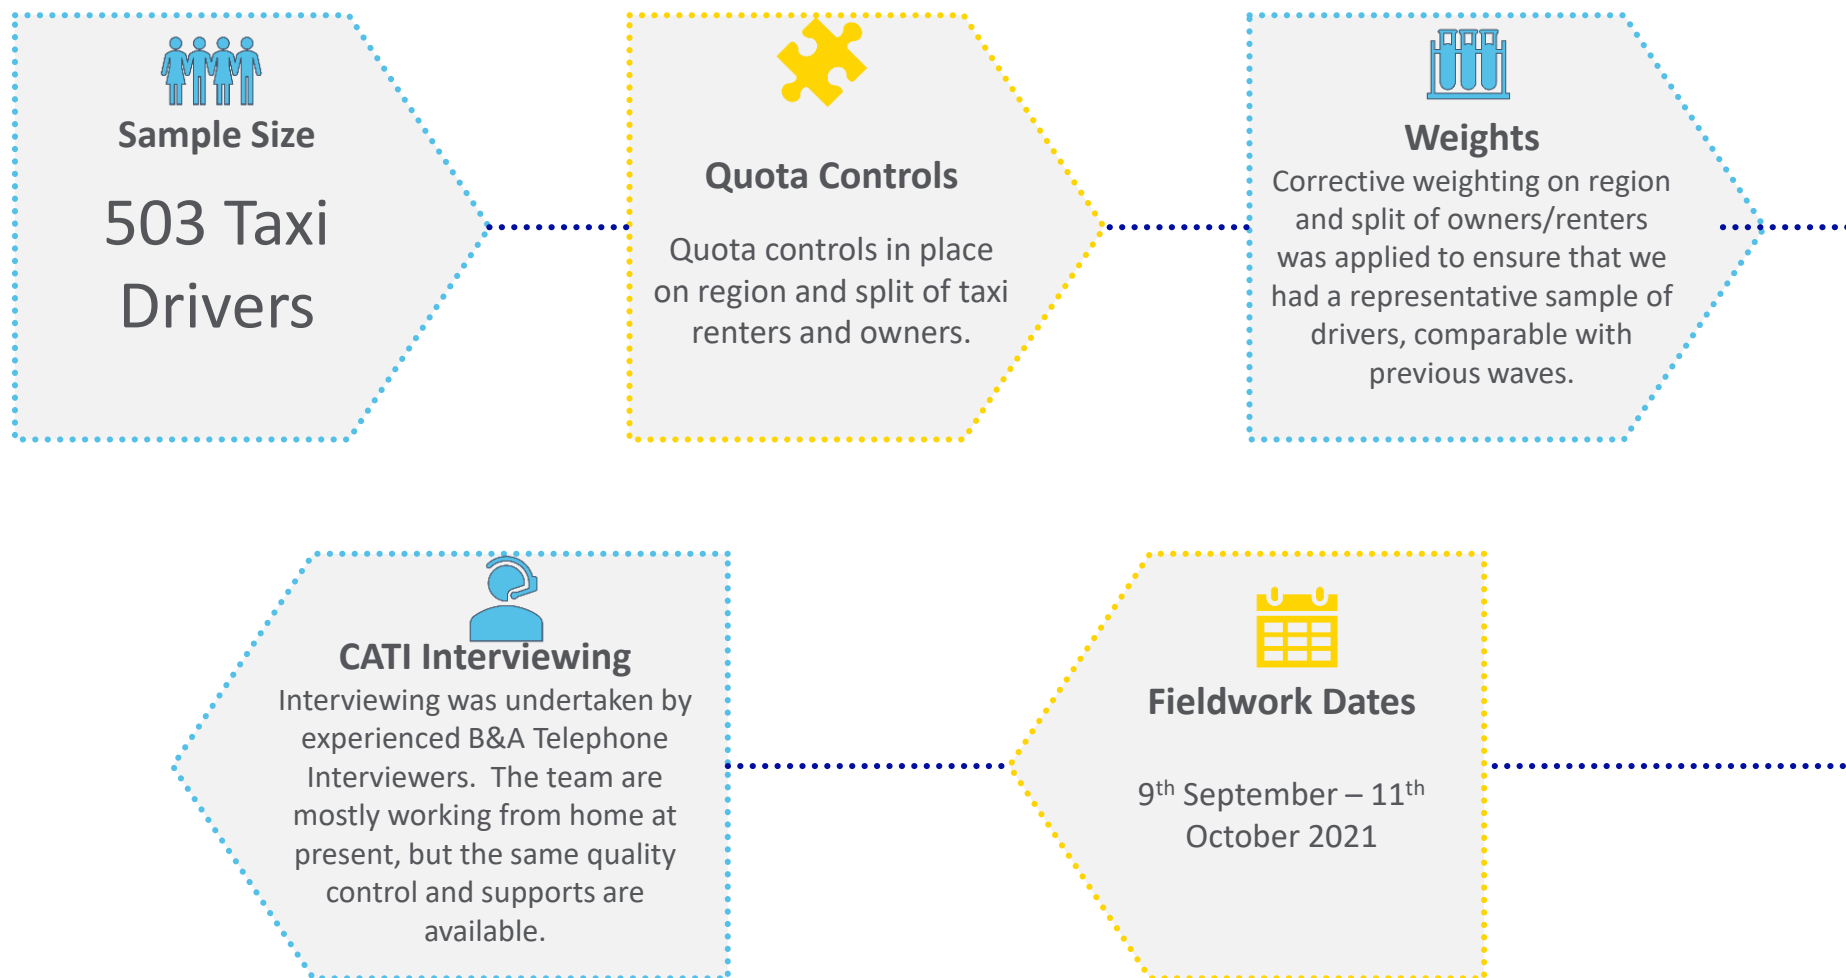 Sample Size
503 Taxi
Drivers
Quota Controls
Quota controls in place
on region and split of taxi
renters and owners.
Weights
Corrective weighting on region
and split of owners/renters
was applied to ensure that we
had a representative sample of
drivers, comparable with
previous waves.
CATI Interviewing
Interviewing was undertaken by
experienced B&A Telephone
Interviewers.  The team are
mostly working from home at
present, but the same quality
control and supports are
available.
Fieldwork Dates
9th September – 11th
October 2021